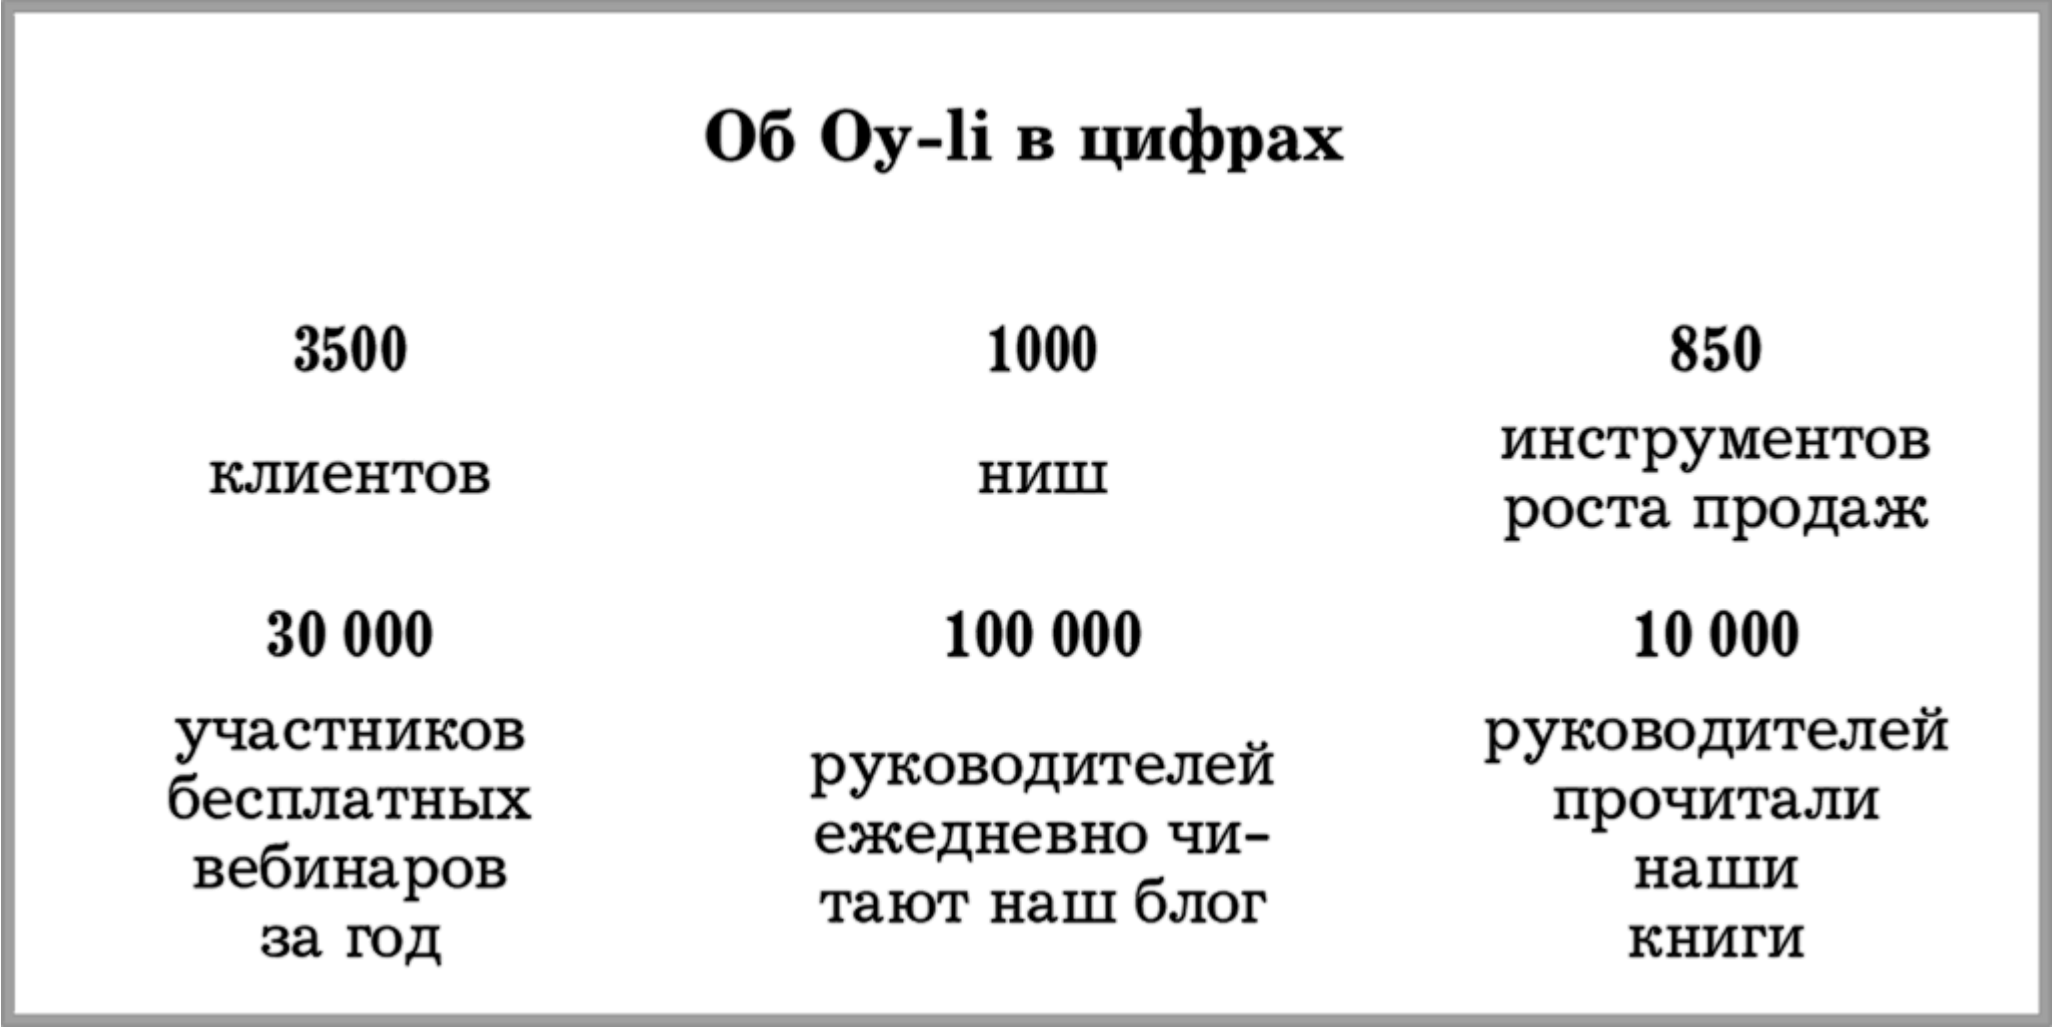 Об Oy-li в цифрах
3500
клиентов
1000
ниш
850
инструментов
роста продаж
30 000
участников
бесплатных
вебинаров
за год
100 000
руководителей
ежедневно чи-
тают наш блог
10 000
руководителей
прочитали
наши
книги